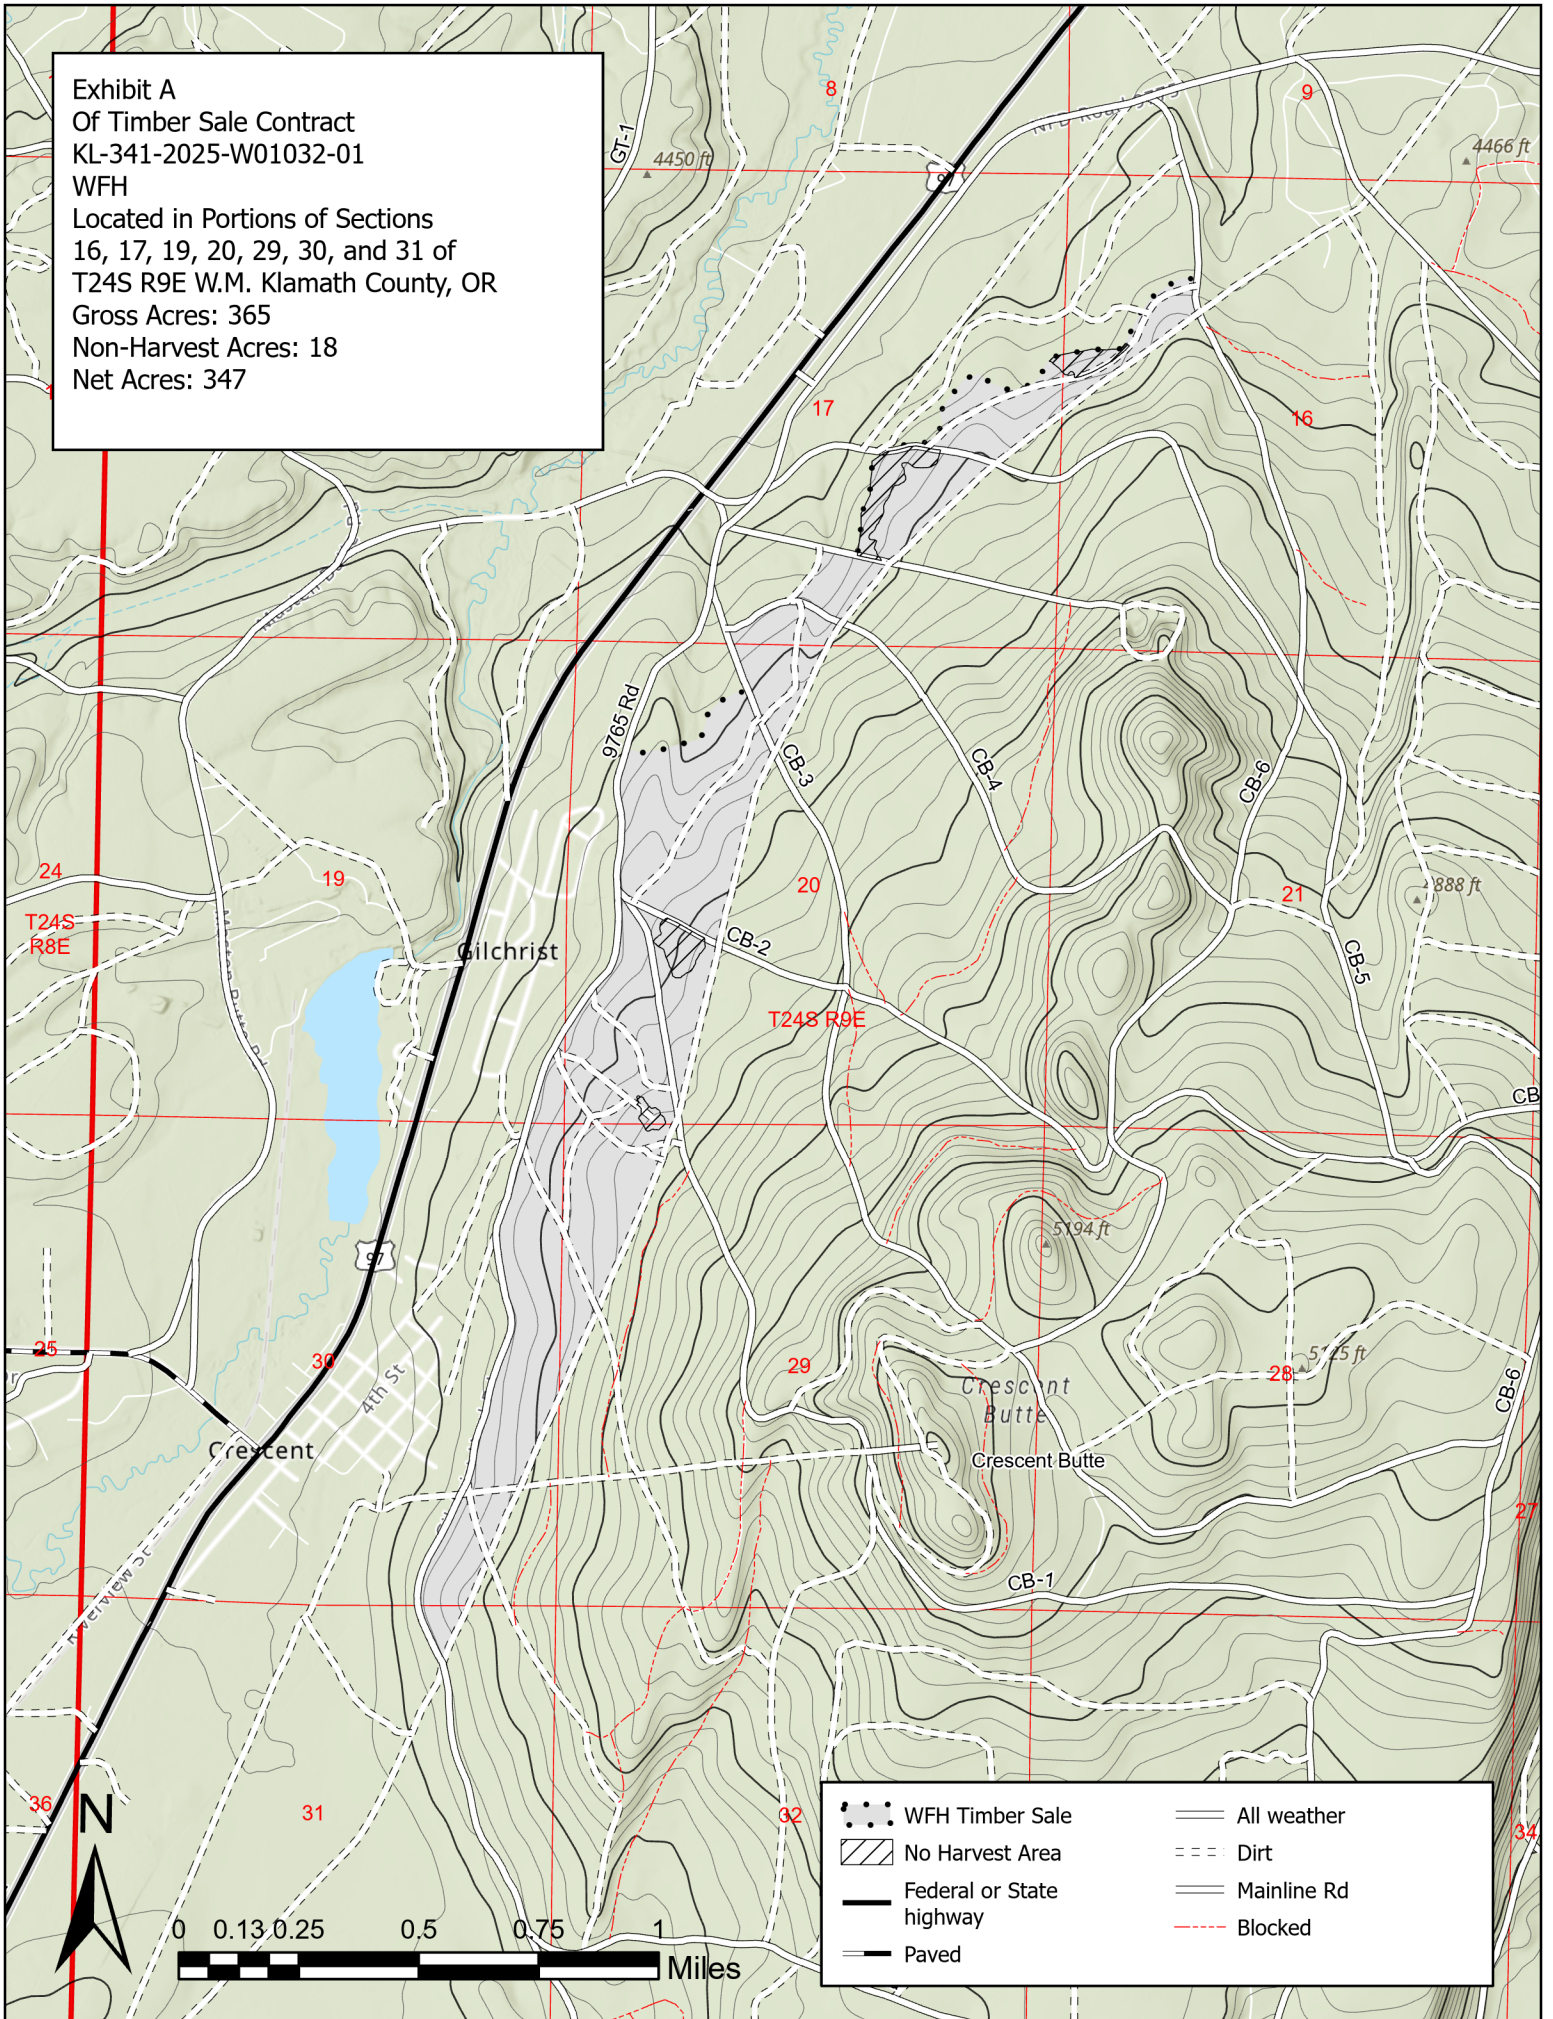 Exhibit A
Of Timber Sale Contract
KL-341-2025-W01032-01
WFH
Located in Portions of Sections
16, 17, 19, 20, 29, 30, and 31 of
T24S R9E W.M. Klamath County, OR
Gross Acres: 365
Non-Harvest Acres: 18
Net Acres: 347
8
9
GT-1
4450 ft
4466 ft
97
17
16
9765 Rd
CB-3
CB-4
CB-6
24
19
20
21
T24S
R8E
Gilchrist
CB-2
CB-5
T24S R9E
CB
5194 ft
97
25
30
29
28
5125 ft
4th St
Crescent
Butte
CB-6
Crescent
Crescent Butte
27
Riverview St
CB-1
36
31
32
34
N
0 0.13 0.25 0.5 0.75 1
Miles
WFH Timber Sale
No Harvest Area
Federal or State
highway
Paved
All weather
Dirt
Mainline Rd
Blocked